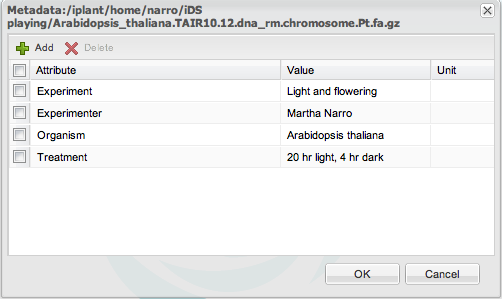 Metadata:/iplant/home/narro/iDS
playing/Arabidopsis_thaliana.TAIR10.12.dna_rm.chromosome.Pt.fa.gz
Add Delete
Attribute Value Unit
Experiment Light and flowering
Experimenter Martha Narro
Organism Arabidopsis thaliana
Treatment 20 hr light, 4 hr dark
OK Cancel